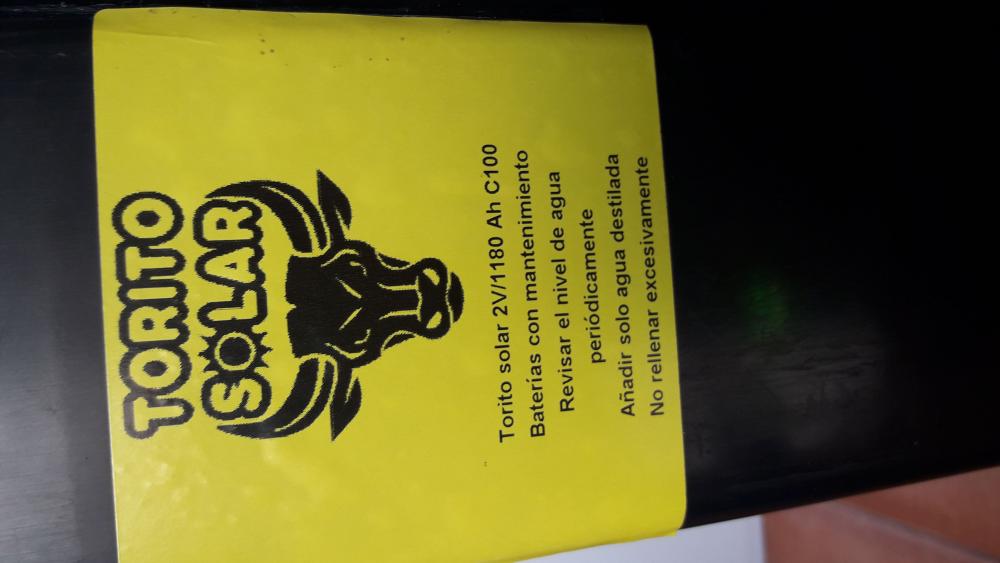 TORITO
SOLAR
Torito solar 2V/1180 Ah C100
Baterías con mantenimiento
Revisar el nivel de agua
periódicamente
Añadir solo agua destilada
No rellenar excesivamente